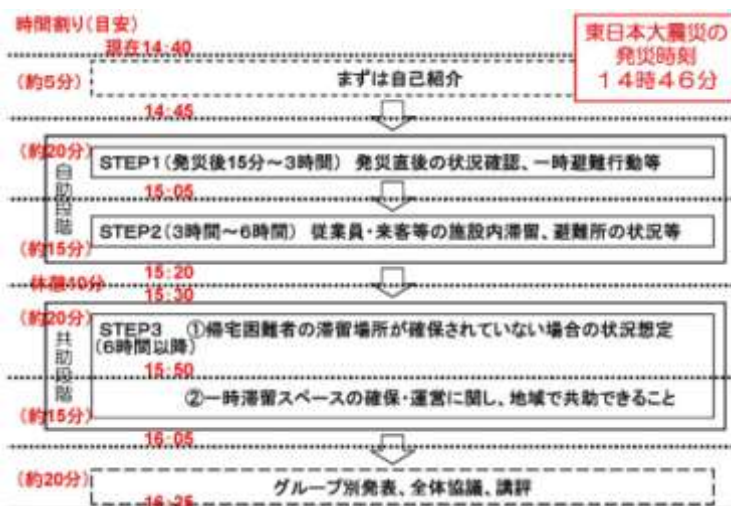 時間割り(目安)
現在14:40
東日本大震災の
発災時刻
14時46分
(約5分)
まずは自己紹介
14:45
(約20分)
自助段階
STEP1(発災後15分～3時間) 発災直後の状況確認、一時避難行動等
15:05
STEP2(3時間～6時間) 従業員・来客等の施設内滞留、避難所の状況等
(約15分)
15:20
休憩10分
15:30
(約20分)
共助段階
STEP3 ①帰宅困難者の滞留場所が確保されていない場合の状況想定
(6時間以降)
15:50
②一時滞留スペースの確保・運営に関し、地域で共助できること
(約15分)
16:05
(約20分)
グループ別発表、全体協議、講評
16:25